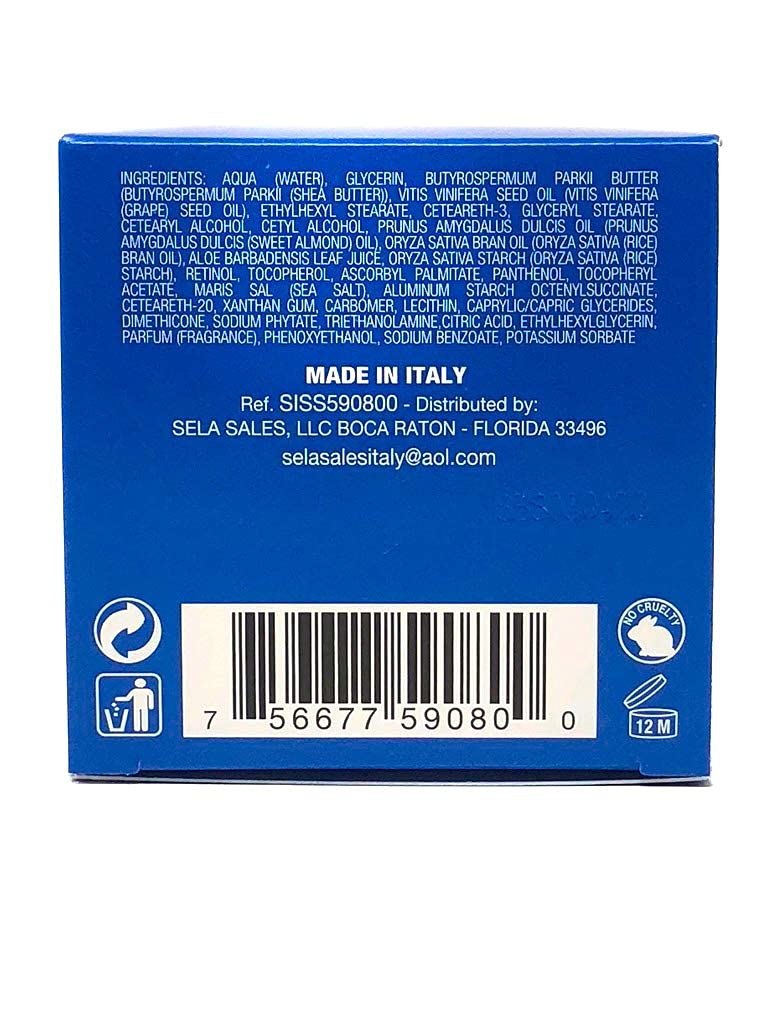 INGREDIENTS: AQUA (WATER), GLYCERIN, BUTYROSPERMUM PARKII BUTTER
(BUTYROSPERMUM PARKII (SHEA BUTTER)), VITIS VINIFERA SEED OIL (VITIS VINIFERA
(GRAPE) SEED OIL), ETHYLHEXYL STEARATE, CETEARETH-3, GLYCERYL STEARATE,
CETEARYL ALCOHOL, CETYL ALCOHOL, PRUNUS AMYGDALUS DULCIS OIL (PRUNUS
AMYGDALUS DULCIS (SWEET ALMOND) OIL), ORYZA SATIVA BRAN OIL (ORYZA SATIVA (RICE)
BRAN OIL), ALOE BARBADENSIS LEAF JUICE, ORYZA SATIVA STARCH (ORYZA SATIVA (RICE)
STARCH), RETINOL, TOCOPHEROL, ASCORBYL PALMITATE, PANTHENOL, TOCOPHERYL
ACETATE, MARIS SAL (SEA SALT), ALUMINUM STARCH OCTENYLSUCCINATE,
CETEARETH-20, XANTHAN GUM, CARBOMER, LECITHIN, CAPRYLIC/CAPRIC GLYCERIDES,
DIMETHICONE, SODIUM PHYTATE, TRIETHANOLAMINE,CITRIC ACID, ETHYLHEXYLGLYCERIN,
PARFUM (FRAGRANCE), PHENOXYETHANOL, SODIUM BENZOATE, POTASSIUM SORBATE
MADE IN ITALY
Ref. SISS590800 - Distributed by:
SELA SALES, LLC BOCA RATON - FLORIDA 33496
selasalesitaly@aol.com
NO CRUELTY
7 56677 59080 0
12 M